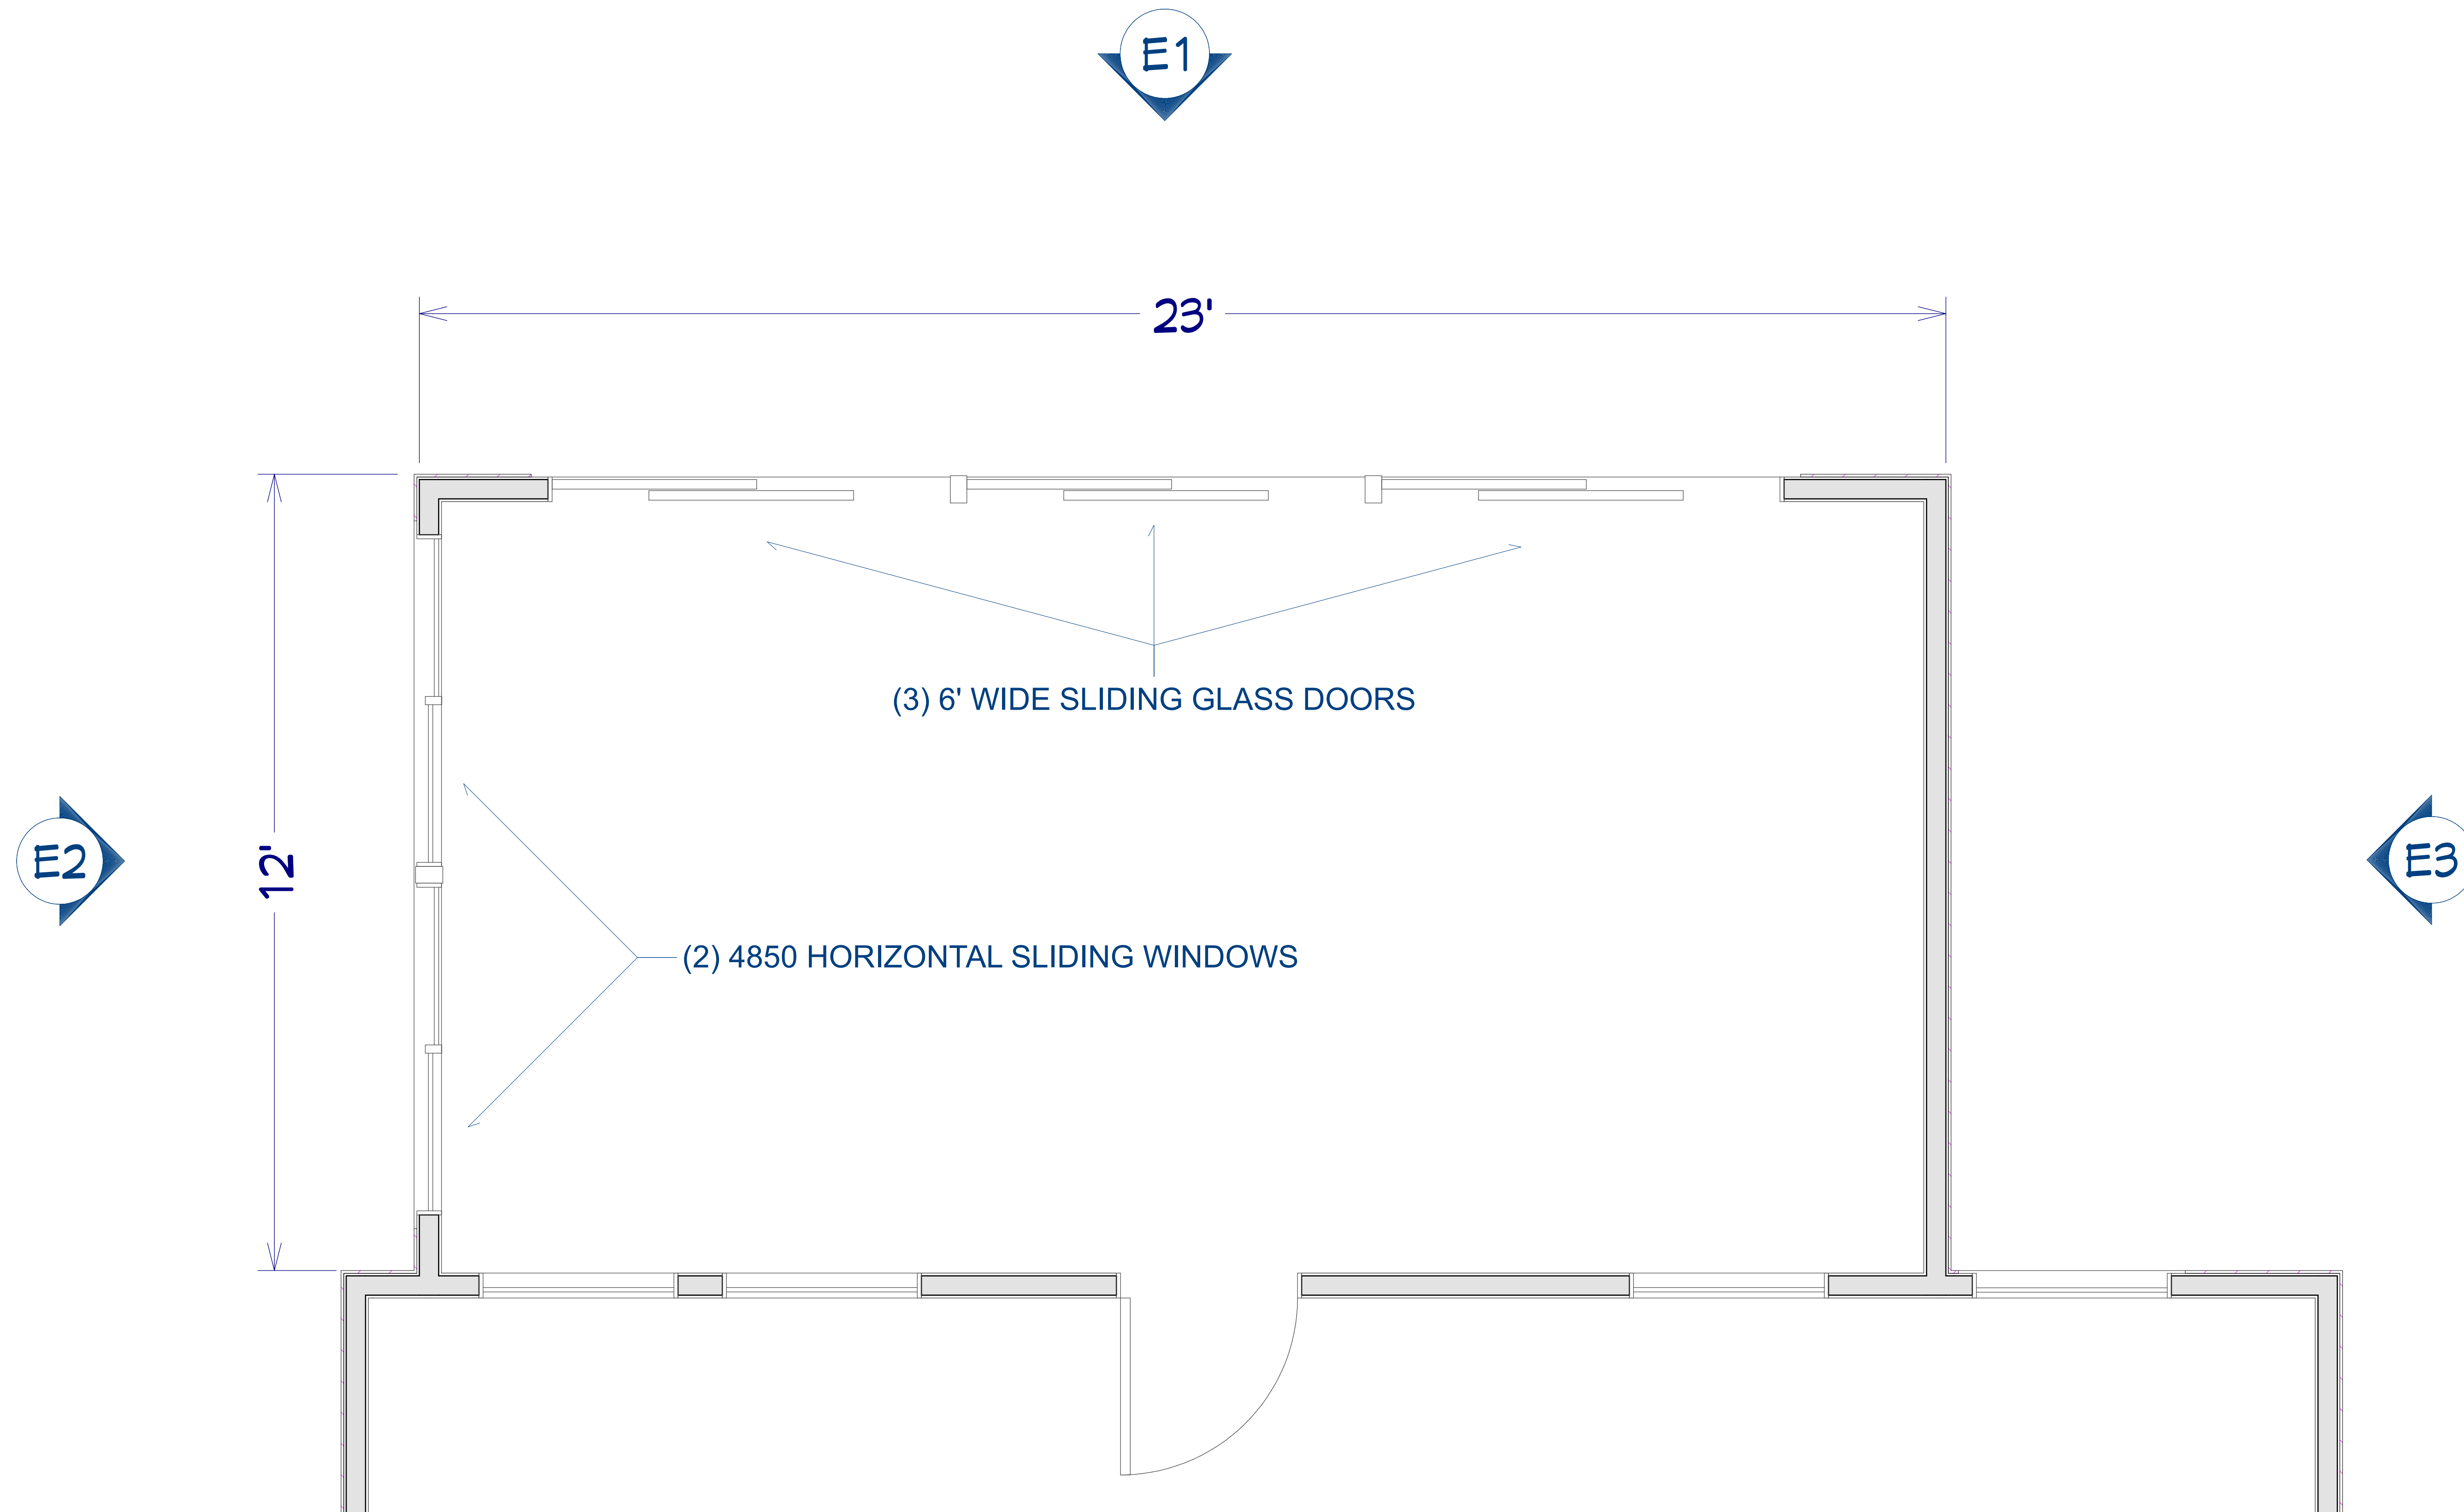 E1
23'
(3) 6' WIDE SLIDING GLASS DOORS
E2
12'
E3
(2) 4850 HORIZONTAL SLIDING WINDOWS